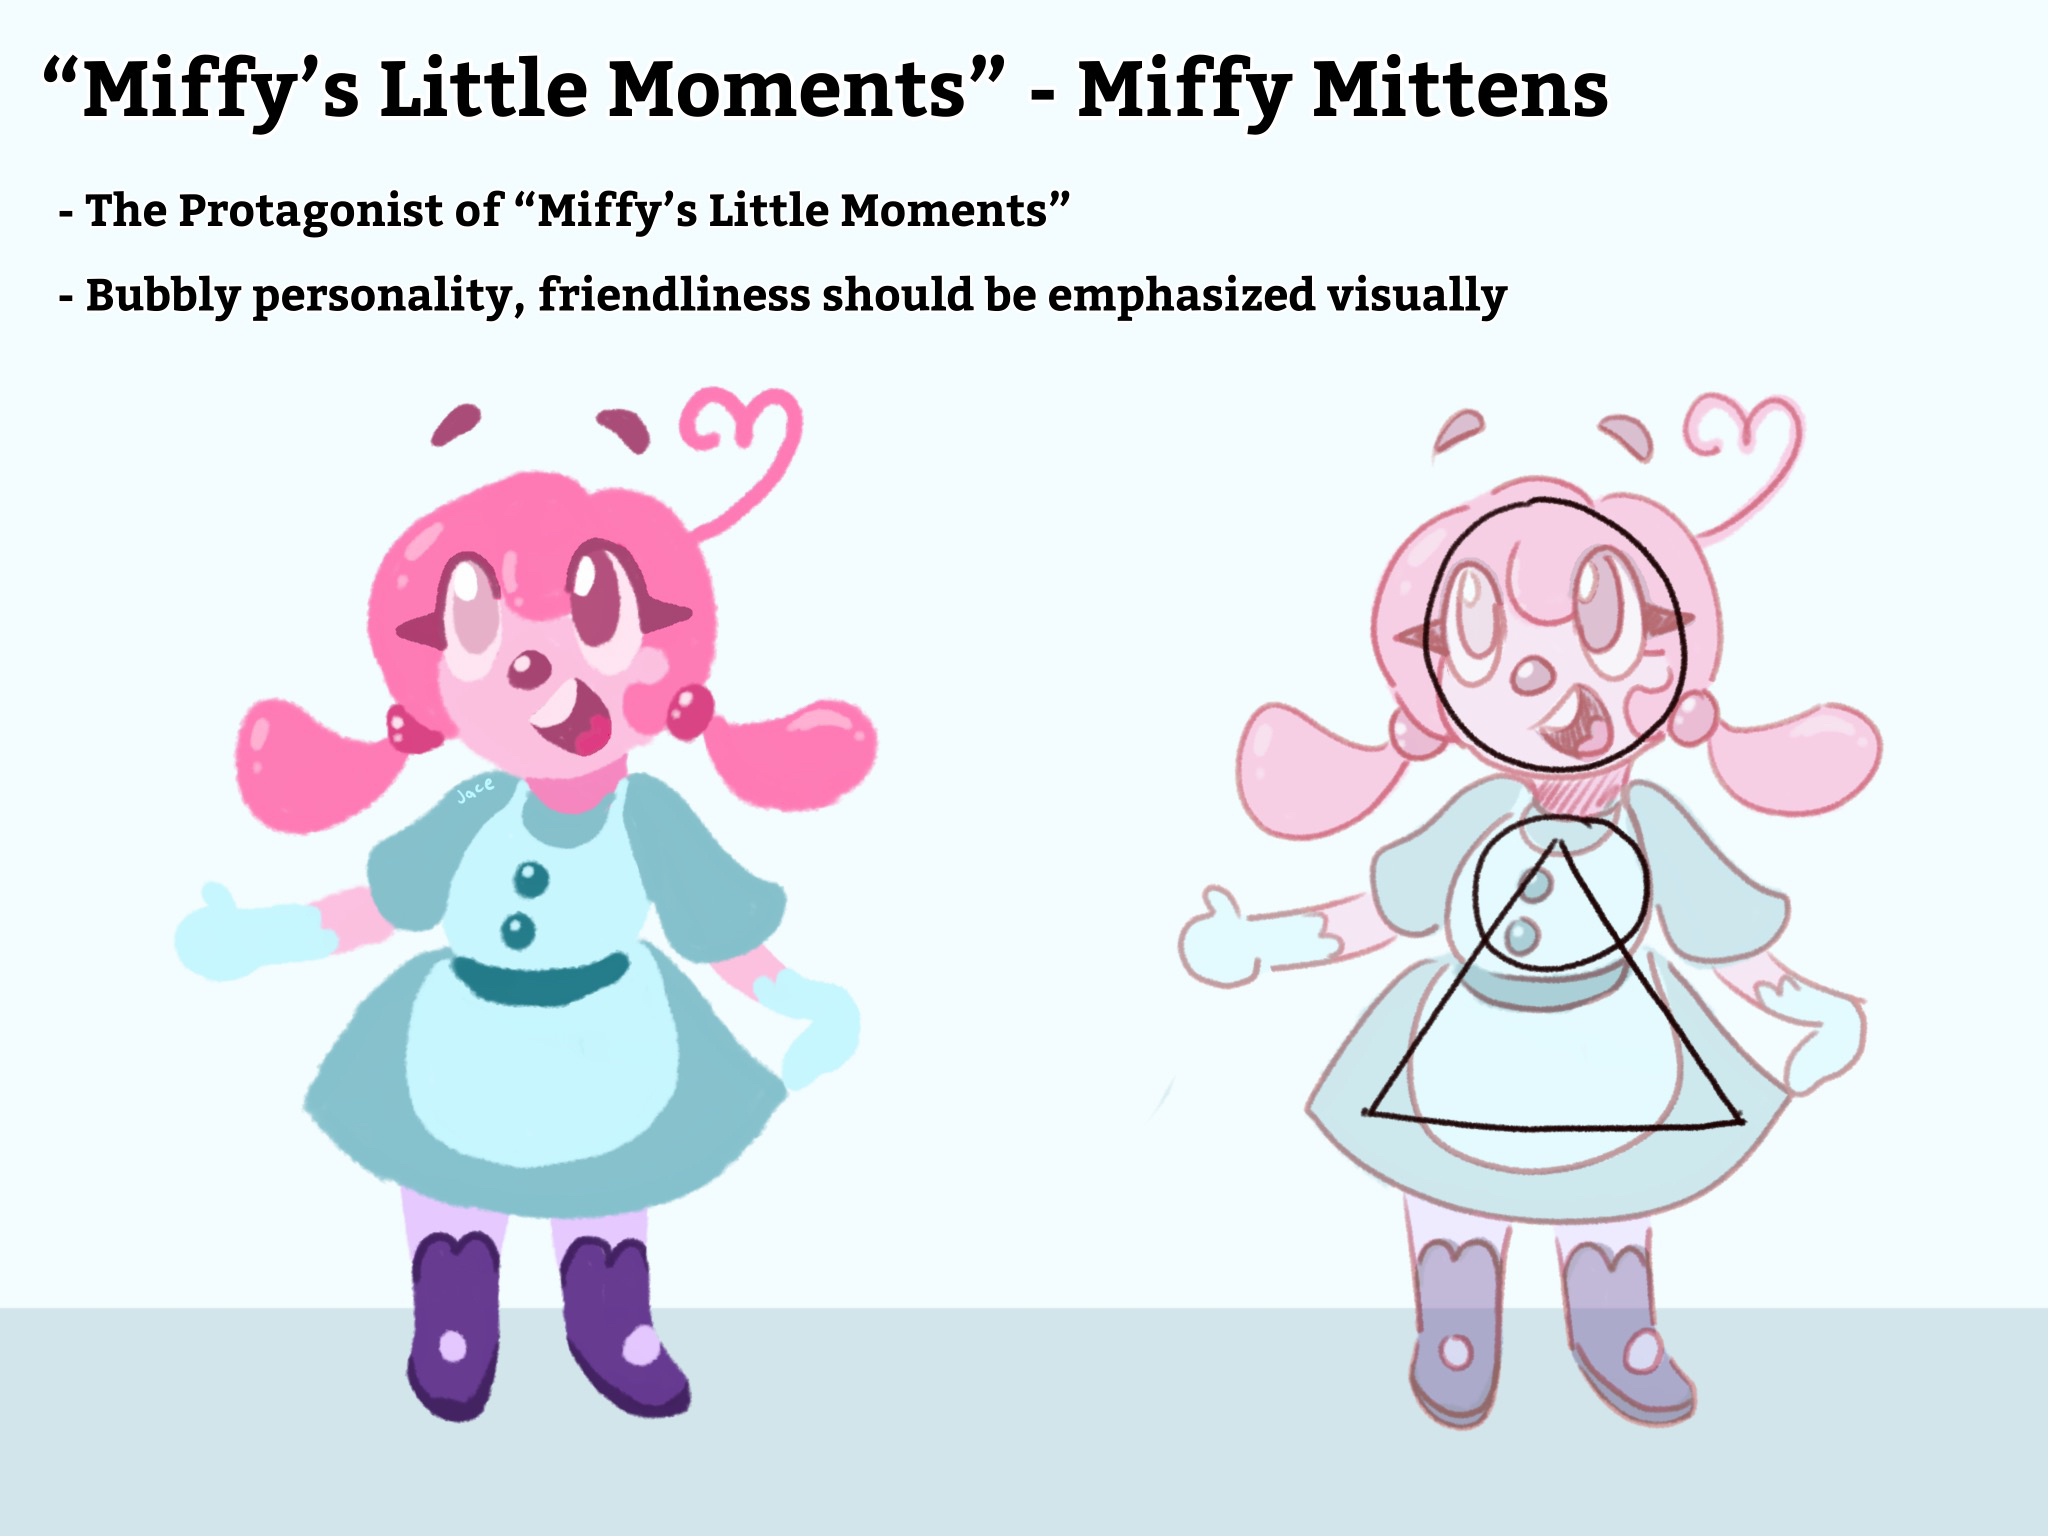 “Miffy’s Little Moments” - Miffy Mittens
- The Protagonist of “Miffy’s Little Moments”
- Bubbly personality, friendliness should be emphasized visually
Jace